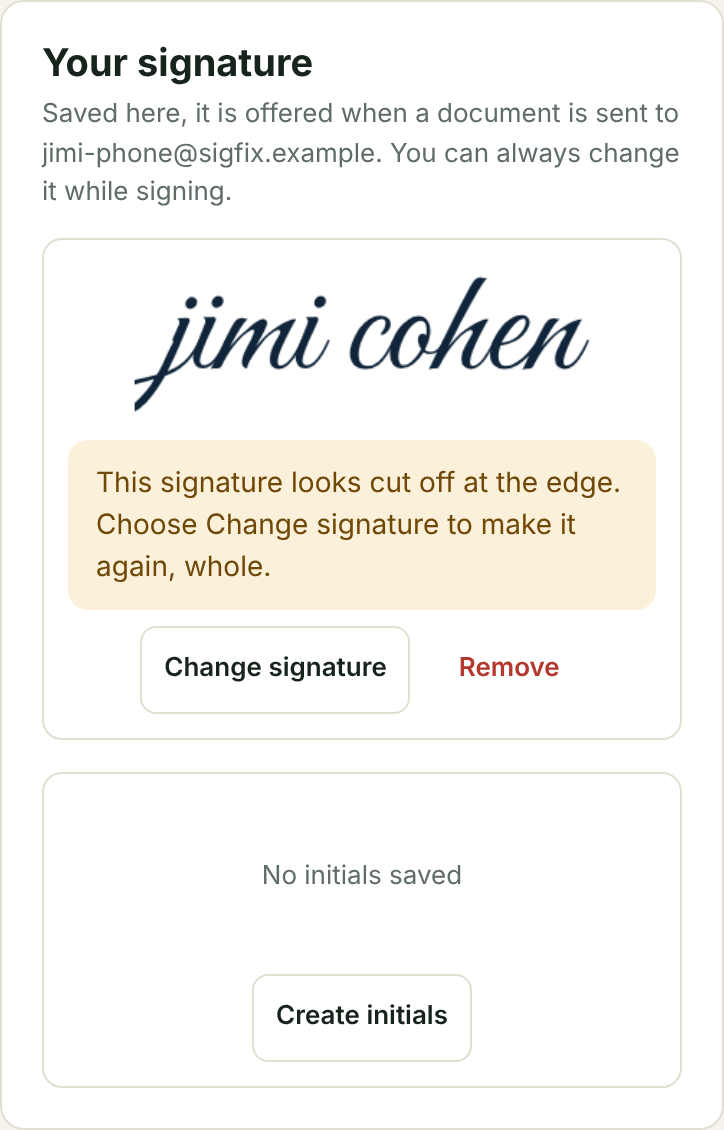 Your signature
Saved here, it is offered when a document is sent to
jimi-phone@sigfix.example. You can always change
it while signing.
jimi cohen
This signature looks cut off at the edge.
Choose Change signature to make it
again, whole.
Change signature
Remove
No initials saved
Create initials